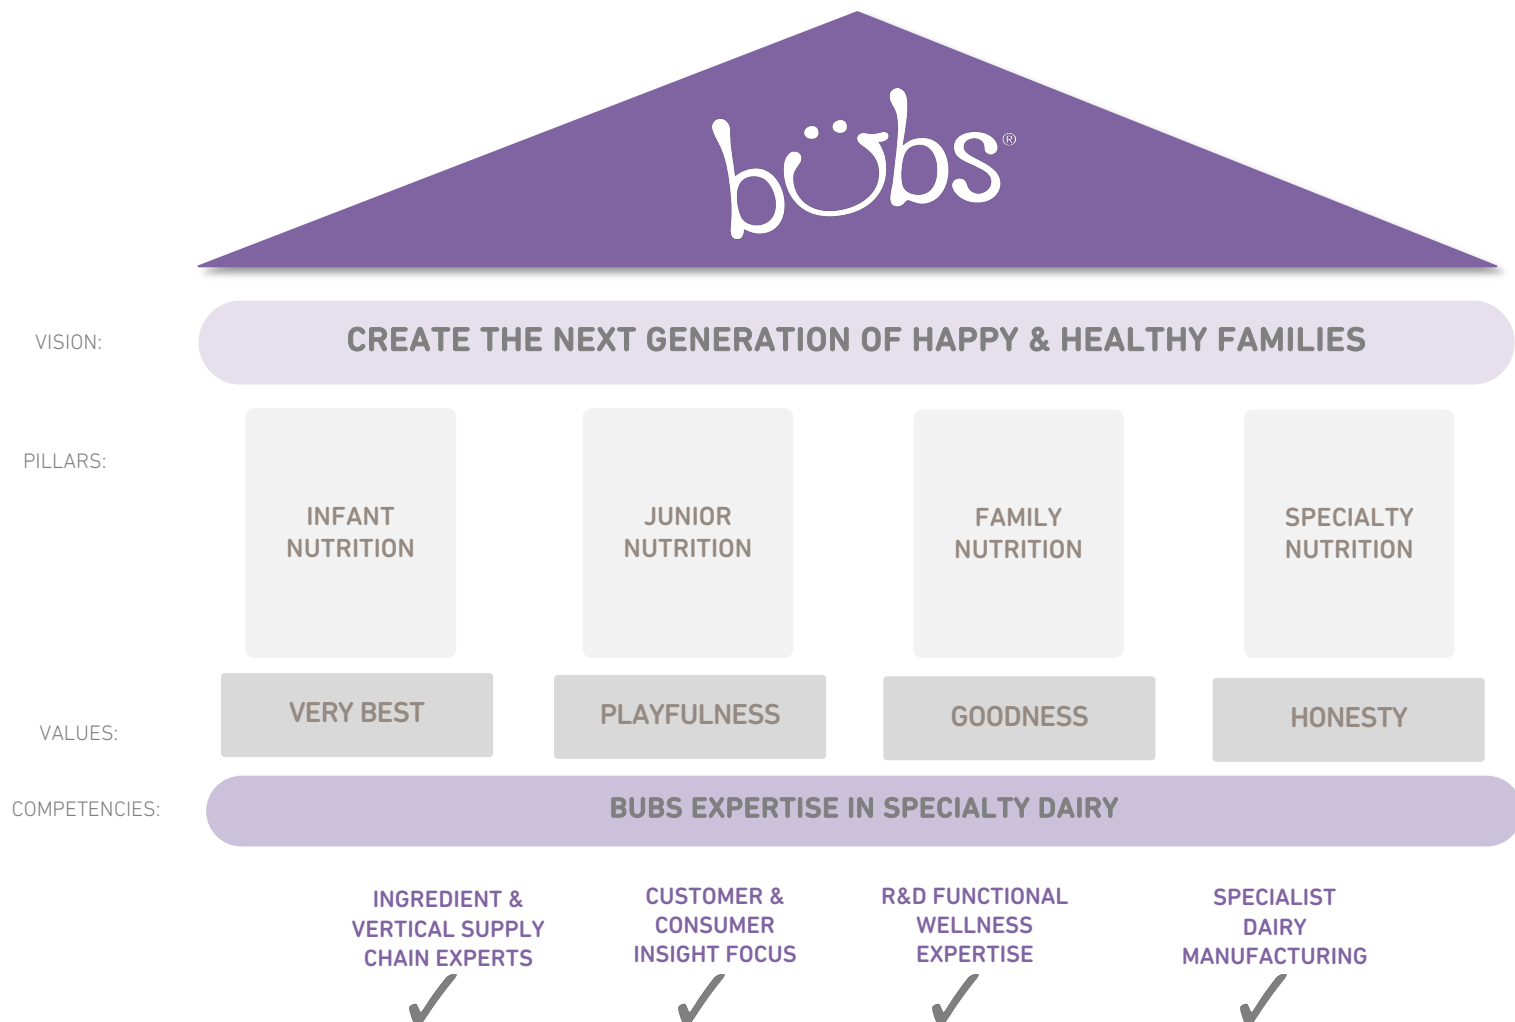 bübs®
VISION:
CREATE THE NEXT GENERATION OF HAPPY & HEALTHY FAMILIES
PILLARS:
INFANT
NUTRITION
JUNIOR
NUTRITION
FAMILY
NUTRITION
SPECIALTY
NUTRITION
VALUES:
VERY BEST
PLAYFULNESS
GOODNESS
HONESTY
COMPETENCIES:
BUBS EXPERTISE IN SPECIALTY DAIRY
INGREDIENT &
VERTICAL SUPPLY
CHAIN EXPERTS
CUSTOMER &
CONSUMER
INSIGHT FOCUS
R&D FUNCTIONAL
WELLNESS
EXPERTISE
SPECIALIST
DAIRY
MANUFACTURING